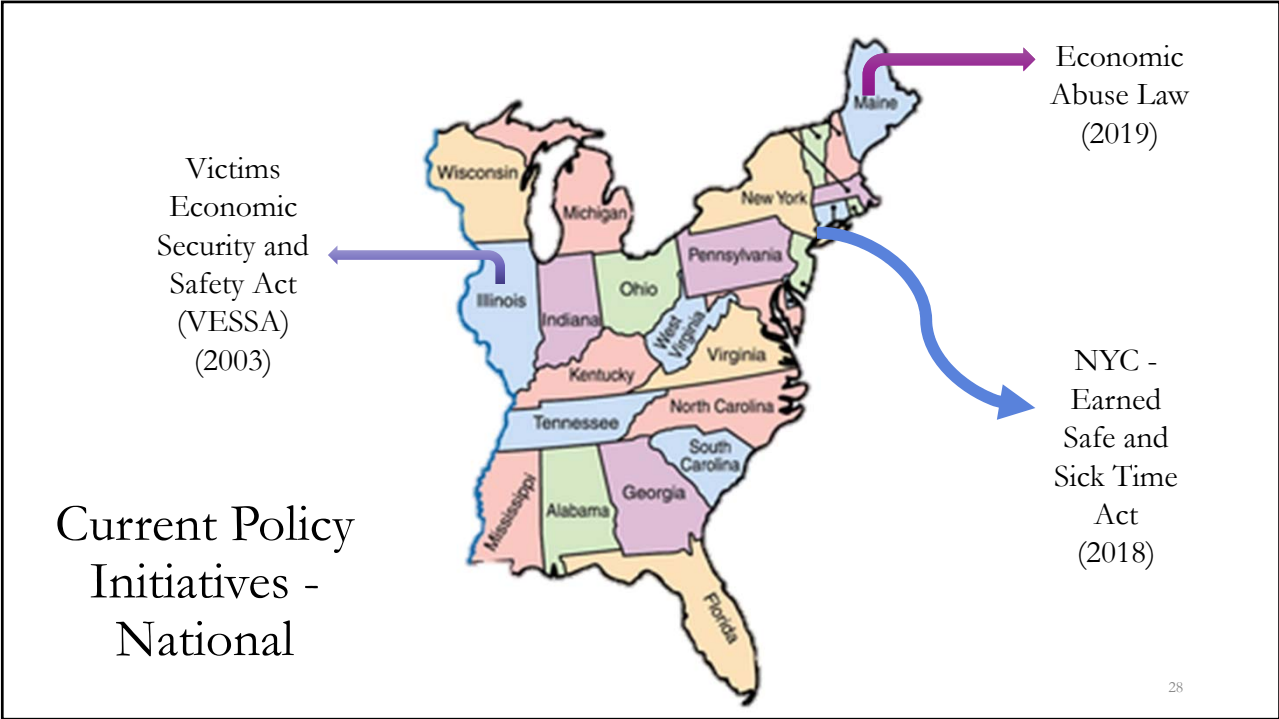 Economic
Abuse Law
(2019)
Victims
Economic
Security and
Safety Act
(VESSA)
(2003)
Maine
Wisconsin
Michigan
New York
Pennsylvania
Illinois
Indiana
Ohio
West
Virginia
Virginia
Kentucky
North Carolina
Tennessee
South
Carolina
Mississippi
Alabama
Georgia
Florida
NYC -
Earned
Safe and
Sick Time
Act
(2018)
Current Policy
Initiatives -
National
28